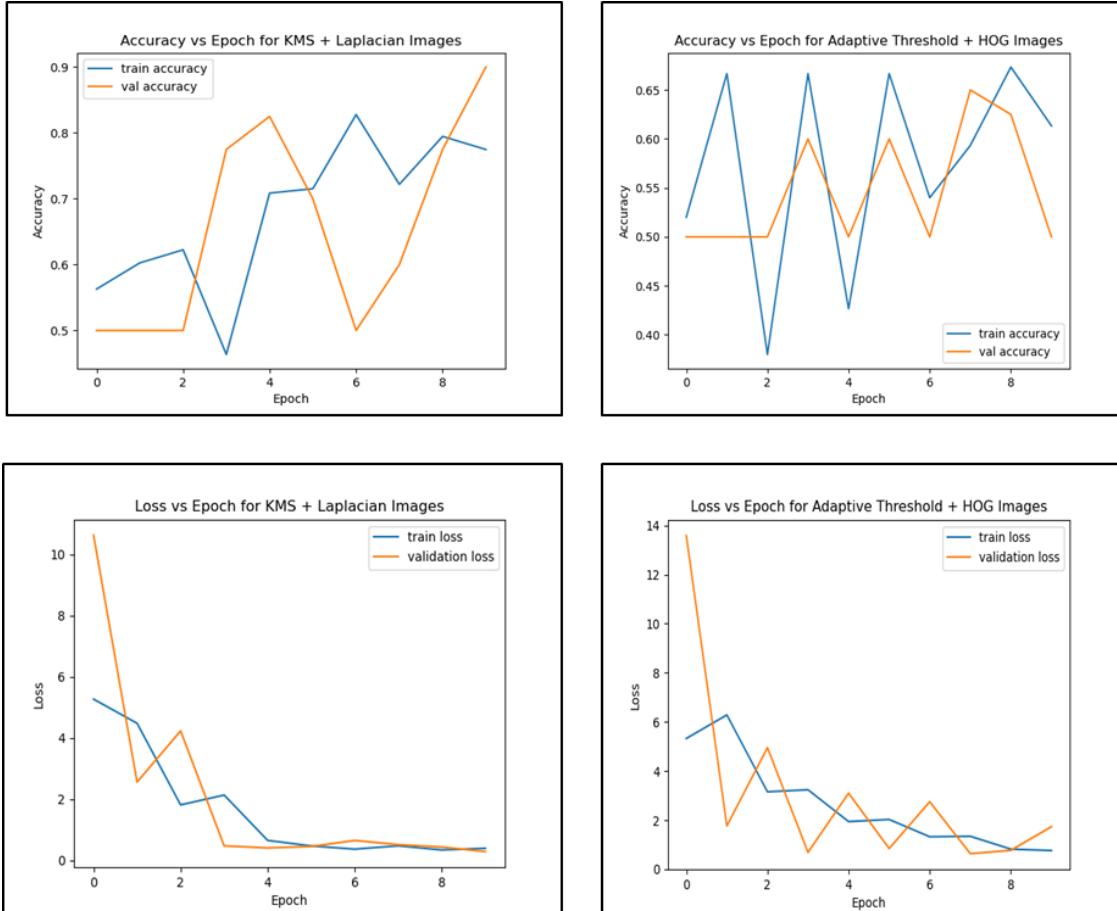 Accuracy vs Epoch for KMS + Laplacian Images
train accuracy
val accuracy
0.9
0.8
0.7
0.6
0.5
Accuracy
0 2 4 6 8
Epoch
Accuracy vs Epoch for Adaptive Threshold + HOG Images
0.65
0.60
0.55
0.50
0.45
0.40
Accuracy
train accuracy
val accuracy
0 2 4 6 8
Epoch
Loss vs Epoch for KMS + Laplacian Images
train loss
validation loss
10
8
6
4
2
0
Loss
0 2 4 6 8
Epoch
Loss vs Epoch for Adaptive Threshold + HOG Images
train loss
validation loss
14
12
10
8
6
4
2
0
Loss
0 2 4 6 8
Epoch